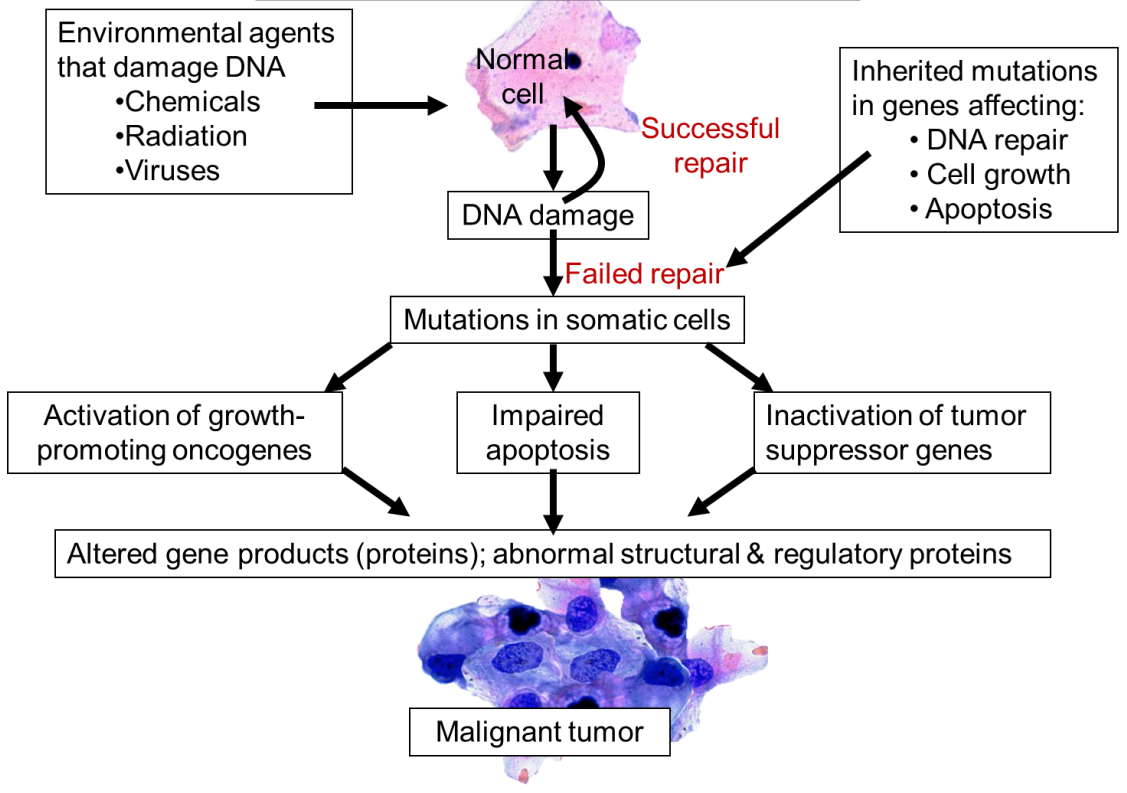 Environmental agents
that damage DNA
•Chemicals
•Radiation
•Viruses
Normal
cell
Inherited mutations
in genes affecting:
• DNA repair
• Cell growth
• Apoptosis
Successful
repair
DNA damage
Failed repair
Mutations in somatic cells
Activation of growth-
promoting oncogenes
Impaired
apoptosis
Inactivation of tumor
suppressor genes
Altered gene products (proteins); abnormal structural & regulatory proteins
Malignant tumor